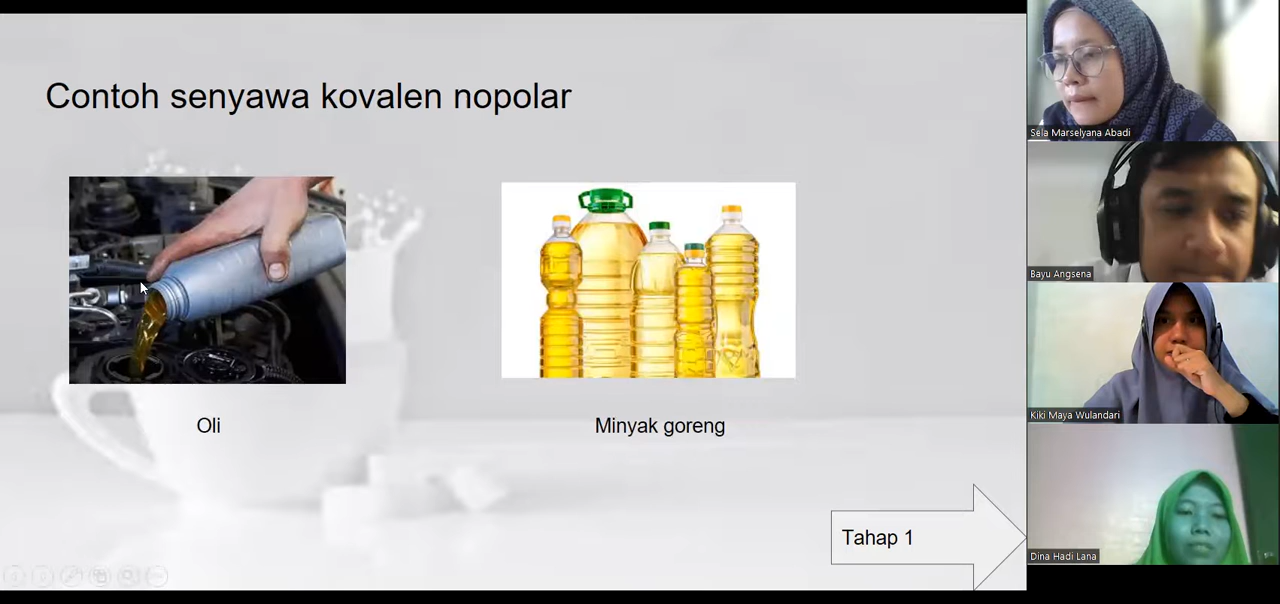 Contoh senyawa kovalen nopolar
Oli
Minyak goreng
Tahap 1
Sela Marselyana Abadi
Bayu Angsena
Kiki Maya Wulandari
Dina Hadi Lana